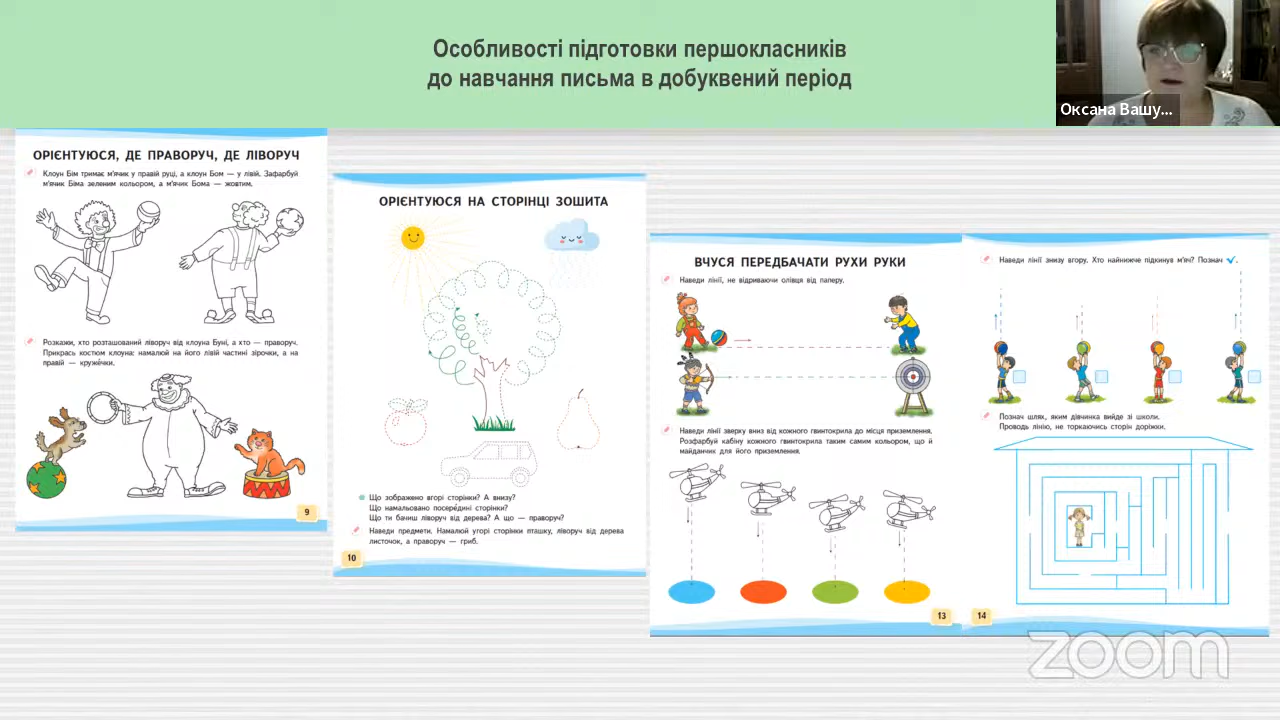 Особливості підготовки першокласників
до навчання письма в добуквений період
Оксана Вашу...
ОРІЄНТУЮСЯ, ДЕ ПРАВОРУЧ, ДЕ ЛІВОРУЧ
Клоун Бім тримає м'ячик у правій руці, а клоун Бом — у лівій. Зафарбуй
м'ячик Біма зеленим кольором, а м'ячик Бома — жовтим.
Розкажи, хто розташований ліворуч від клоуна Буні, а хто — праворуч.
Прикрась костюм клоуна: намалюй на його лівій частині зірочки, а на
правій — кружечки.
9
ОРІЄНТУЮСЯ НА СТОРІНЦІ ЗОШИТА
Що зображено вгорі сторінки? А внизу?
Що намальовано посередині сторінки?
Що ти бачиш ліворуч від дерева? А що — праворуч?
Наведи предмети. Намалюй угорі сторінки пташку, ліворуч від дерева
листочок, а праворуч — гриб.
10
ВЧУСЯ ПЕРЕДБАЧАТИ РУХИ РУКИ
Наведи лінії, не відриваючи олівця від паперу.
Наведи лінії зверху вниз від кожного гвинтокрила до місця приземлення.
Розфарбуй кабіну кожного гвинтокрила таким самим кольором, що й
майданчик для його приземлення.
13
Наведи лінії знизу вгору. Хто найнижче підкинув м'яч? Познач ✓.
Познач шлях, яким дівчинка вийде зі школи.
Проводь лінію, не торкаючись сторін доріжки.
14
zoom